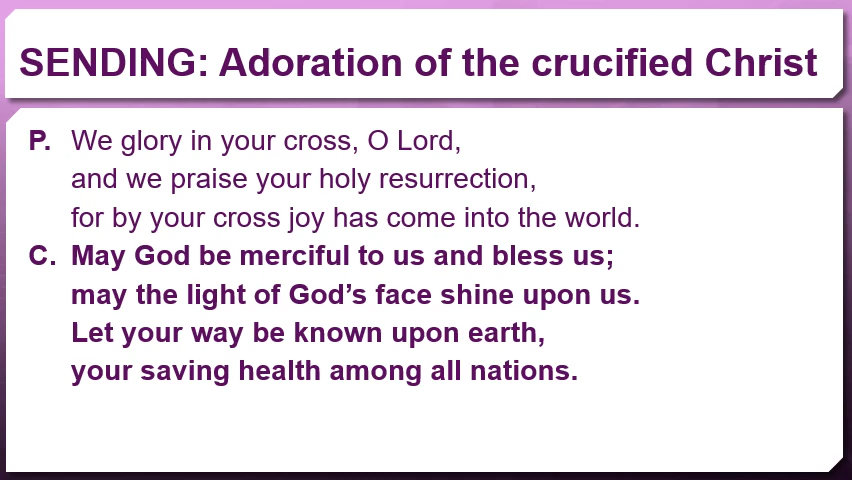 SENDING: Adoration of the crucified Christ
P. We glory in your cross, O Lord,
and we praise your holy resurrection,
for by your cross joy has come into the world.
C. May God be merciful to us and bless us;
may the light of God’s face shine upon us.
Let your way be known upon earth,
your saving health among all nations.